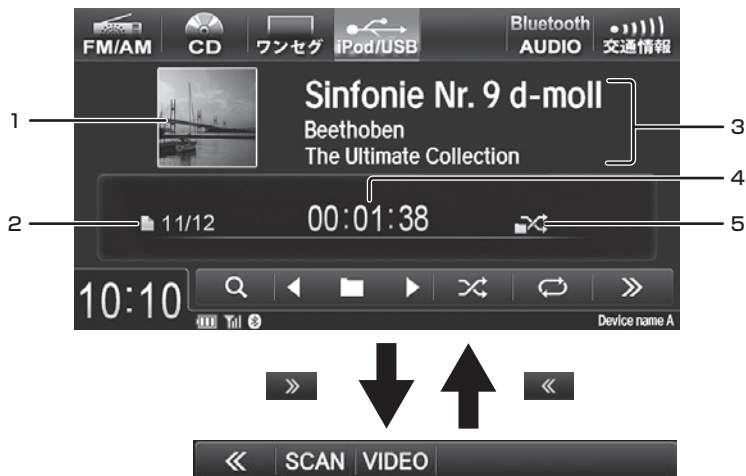 FM/AM CD ワンセグ iPod/USB Bluetooth AUDIO 交通情報
1
Sinfonie Nr. 9 d-moll
Beethoben
The Ultimate Collection
3
4
2
11/12
00:01:38
5
10:10
Device name A
SCAN VIDEO